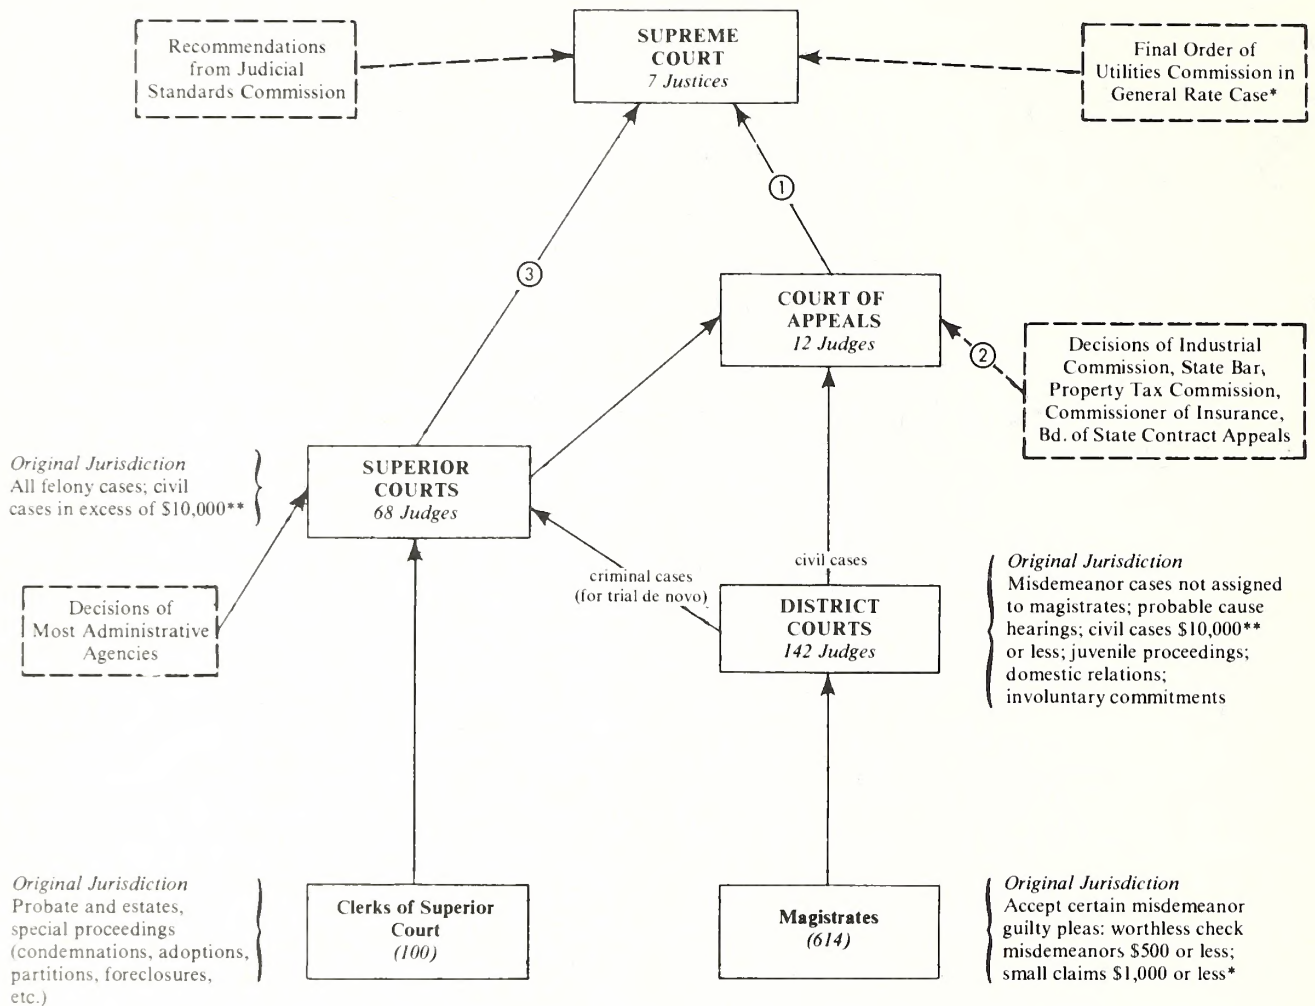 Recommendations
from Judicial
Standards Commission
SUPREME
COURT
7 Justices
Final Order of
Utilities Commission in
General Rate Case*
1
3
COURT OF
APPEALS
12 Judges
2
Decisions of Industrial
Commission, State Bar,
Property Tax Commission,
Commissioner of Insurance,
Bd. of State Contract Appeals
Original Jurisdiction
All felony cases; civil
cases in excess of $10,000**
SUPERIOR
COURTS
68 Judges
Decisions of
Most Administrative
Agencies
criminal cases
(for trial de novo)
civil cases
DISTRICT
COURTS
142 Judges
Original Jurisdiction
Misdemeanor cases not assigned
to magistrates; probable cause
hearings; civil cases $10,000**
or less; juvenile proceedings;
domestic relations;
involuntary commitments
Original Jurisdiction
Probate and estates,
special proceedings
(condemnations, adoptions,
partitions, foreclosures,
etc.)
Clerks of Superior
Court
(100)
Magistrates
(614)
Original Jurisdiction
Accept certain misdemeanor
guilty pleas: worthless check
misdemeanors $500 or less;
small claims $1,000 or less*